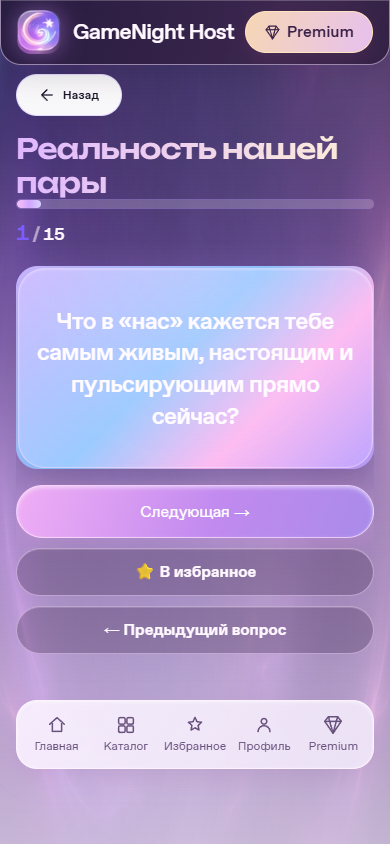 GameNight Host
Premium
← Назад
Реальность нашей
пары
1 / 15
Что в «нас» кажется тебе
самым живым, настоящим и
пульсирующим прямо
сейчас?
Следующая →
⭐ В избранное
← Предыдущий вопрос
Главная
Каталог
Избранное
Профиль
Premium